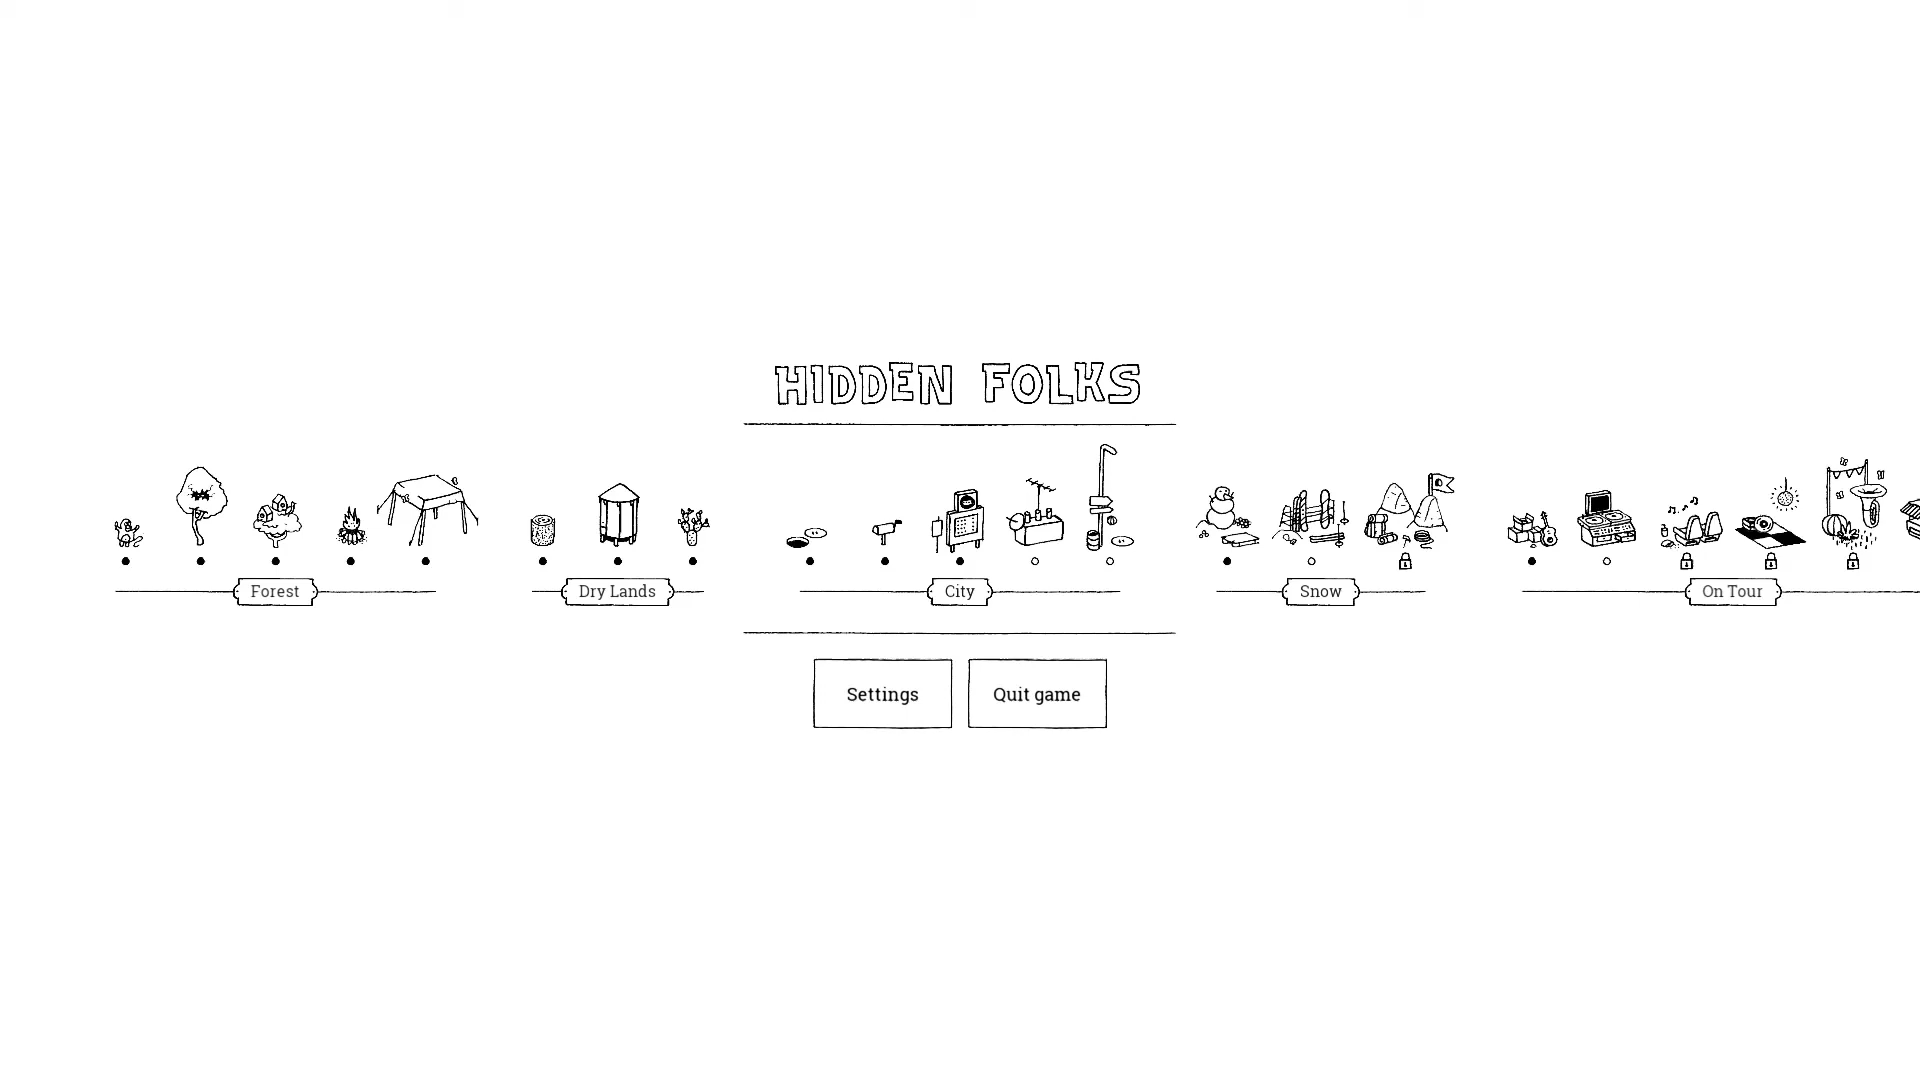 HIDDEN FOLKS
Forest
Dry Lands
City
Snow
On Tour
Settings
Quit game